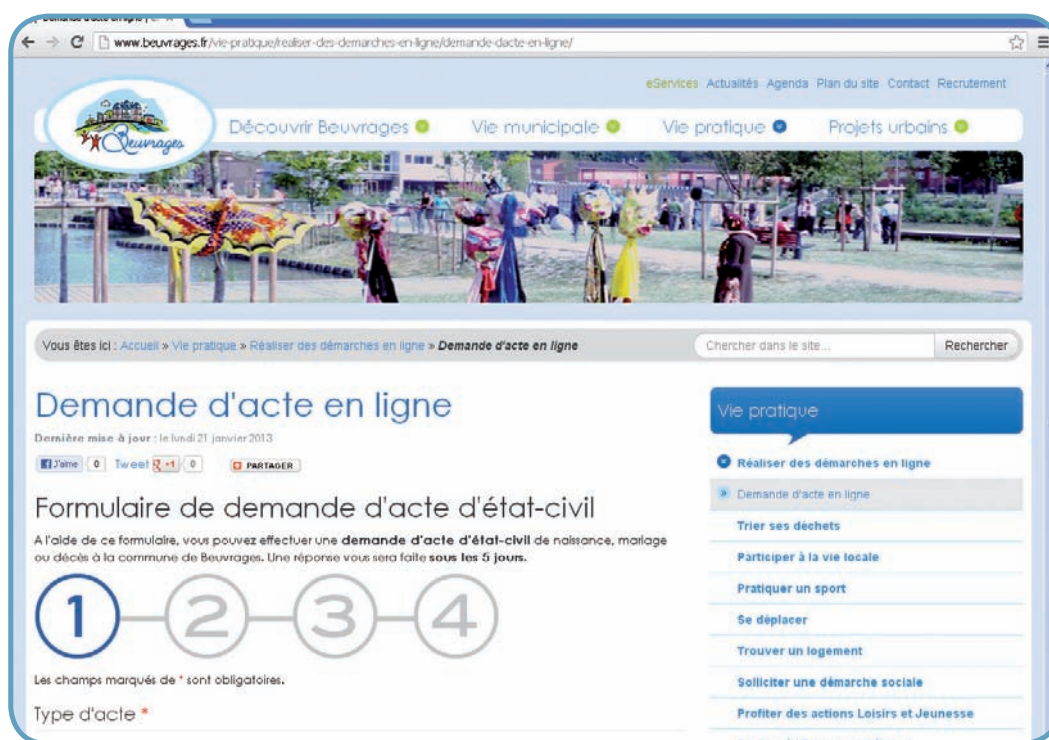 Demande d'acte en ligne |
www.beuvrages.fr/vie-pratique/realiser-des-demarches-en-ligne/demande-dacte-en-ligne/
eServices Actualités Agenda Plan du site Contact Recrutement
Beuvrages
Découvrir Beuvrages Vie municipale Vie pratique Projets urbains
Vous êtes ici : Accueil » Vie pratique » Réaliser des démarches en ligne » Demande d'acte en ligne
Chercher dans le site... Rechercher
Demande d'acte en ligne
Dernière mise à jour : le lundi 21 janvier 2013
J'aime 0 Tweet +1 0 PARTAGER
Formulaire de demande d'acte d'état-civil
A l'aide de ce formulaire, vous pouvez effectuer une demande d'acte d'état-civil de naissance, mariage
ou décès à la commune de Beuvrages. Une réponse vous sera faite sous les 5 jours.
1 2 3 4
Les champs marqués de * sont obligatoires.
Type d'acte *
Vie pratique
Réaliser des démarches en ligne
Demande d'acte en ligne
Trier ses déchets
Participer à la vie locale
Pratiquer un sport
Se déplacer
Trouver un logement
Solliciter une démarche sociale
Profiter des actions Loisirs et Jeunesse